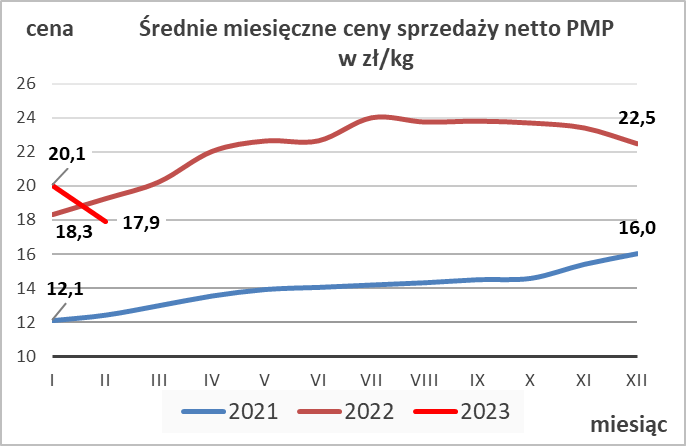 cena
Średnie miesięczne ceny sprzedaży netto PMP
w zł/kg
26
24
22
20
18
16
14
12
10
20,1
18,3
17,9
22,5
12,1
16,0
I II III IV V VI VII VIII IX X XI XII
2021 2022 2023
miesiąc